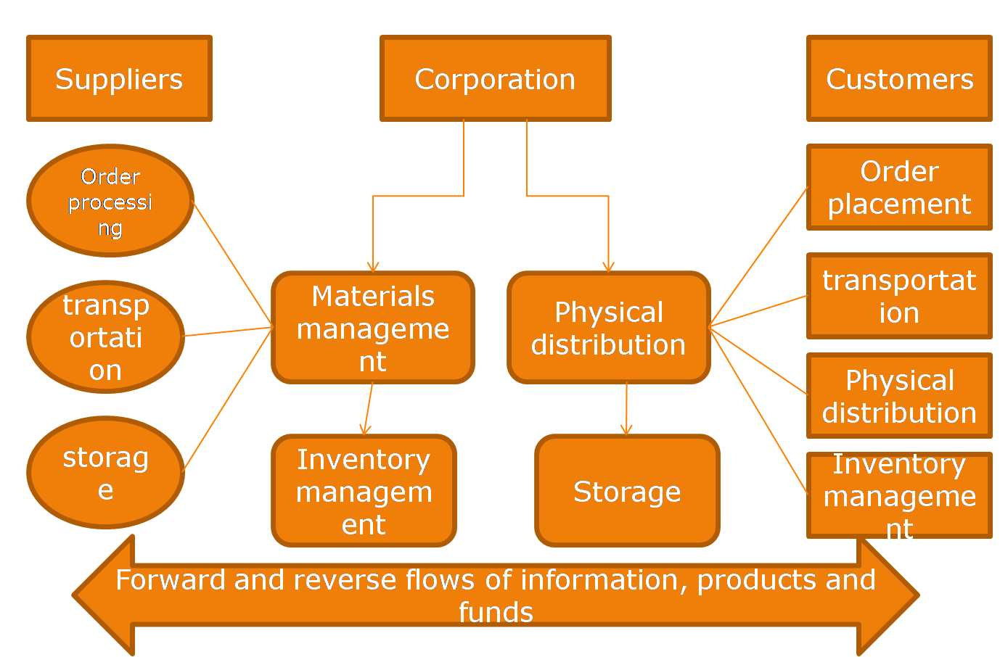 Suppliers
Corporation
Customers
Order
processi
ng
transp
ortati
on
storag
e
Materials
manageme
nt
Inventory
managem
ent
Physical
distribution
Storage
Order
placement
transportat
ion
Physical
distribution
Inventory
manageme
nt
Forward and reverse flows of information, products and
funds